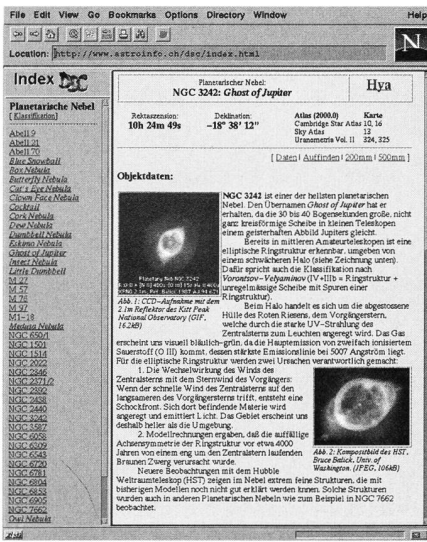 File Edit View Go Bookmarks Options Directory Window Help
Location: http://www.astroinfo.ch/dsc/index.html
N
Index DSC
Planetarische Nebel
[ Klassifikation]
Abell 9
Abell 21
Abell 70
Blue Snowball
Box Nebula
Butterfly Nebula
Cat's Eye Nebula
Clown Face Nebula
Cocktail
Cork Nebula
Dew Nebula
Dumbbell Nebula
Eskimo Nebula
Ghost of Jupiter
Insect Nebula
Little Dumbbell
M 27
M 57
M 76
M 97
M1-18
Medusa Nebula
NGC 650/1
NGC 1501
NGC 1514
NGC 2022
NGC 2346
NGC 2371/2
NGC 2392
NGC 2438
NGC 2440
NGC 3242
NGC 3587
NGC 6058
NGC 6309
NGC 6543
NGC 6720
NGC 6781
NGC 6804
NGC 6853
NGC 6905
NGC 7662
Owl Nebula
Planetarischer Nebel:
NGC 3242: Ghost of Jupiter
Hya
Rektaszension: Deklination: Atlas (2000.0) Karte
10h 24m 49s -18° 38' 12" Cambridge Star Atlas 10, 16
Sky Atlas 13
Uranometria Vol. II 324, 325
[ Daten | Auffinden | 200mm | 500mm ]
Objektdaten:
Planetary Neb NGC 3242
Abb. 1: CCD-Aufnahme mit dem
2.1m Reflektor des Kitt Peak
National Observatory (GIF,
162kB)
NGC 3242 ist einer der hellsten planetarischen
Nebel. Den Übernamen Ghost of Jupiter hat er
erhalten, da die 30 bis 40 Bogensekunden große, nicht
ganz kreisförmige Scheibe in kleinen Teleskopen
einem geisterhaften Abbild Jupiters gleicht.
Bereits in mittleren Amateurteleskopen ist eine
elliptische Ringstruktur erkennbar, umgeben von
einem schwächeren Halo (siehe Zeichnung unten).
Dafür spricht auch die Klassifikation nach
Vorontsov-Velyaminov (IV+IIIb = Ringstruktur +
unregelmässige Scheibe mit Spuren einer
Ringstruktur).
Beim Halo handelt es sich um die abgestossene
Hülle des Roten Riesens, dem Vorgängerstern,
welche durch die starke UV-Strahlung des
Zentralsterns zum Leuchten angeregt wird. Das Gas
erscheint uns visuell bläulich-grün, da die Hauptemission von zweifach ionisiertem
Sauerstoff (O III) kommt, dessen stärkste Emissionslinie bei 5007 Angström liegt.
Für die elliptische Ringstruktur werden zwei Ursachen verantwortlich gemacht:
1. Die Wechselwirkung des Winds des
Zentralsterns mit dem Sternwind des Vorgängers:
Wenn der schnelle Wind des Zentralsterns auf den
langsameren des Vorgängersterns trifft, entsteht eine
Schockfront. Sich dort befindende Materie wird
angeregt und emittiert Licht. Das Gebiet erscheint uns
deshalb heller als die Umgebung.
2. Modellrechnungen ergaben, daß die auffällige
Achsensymmetrie der Ringstruktur vor etwa 4000
Jahren von einem eng um den Zentralstern laufenden
Braunen Zwerg verursacht wurde.
Abb. 2: Kompositbild des HST,
Bruce Balick, Univ. of
Washington. (JPEG, 106kB)
Neuere Beobachtungen mit dem Hubble
Weltraumteleskop (HST) zeigen im Nebel extrem feine Strukturen, die mit
bisherigen Modellen noch nicht gut erklärt werden knnen. Solche Strukturen
wurden auch in anderen Planetarischen Nebeln wie zum Beispiel in NGC 7662
beobachtet.